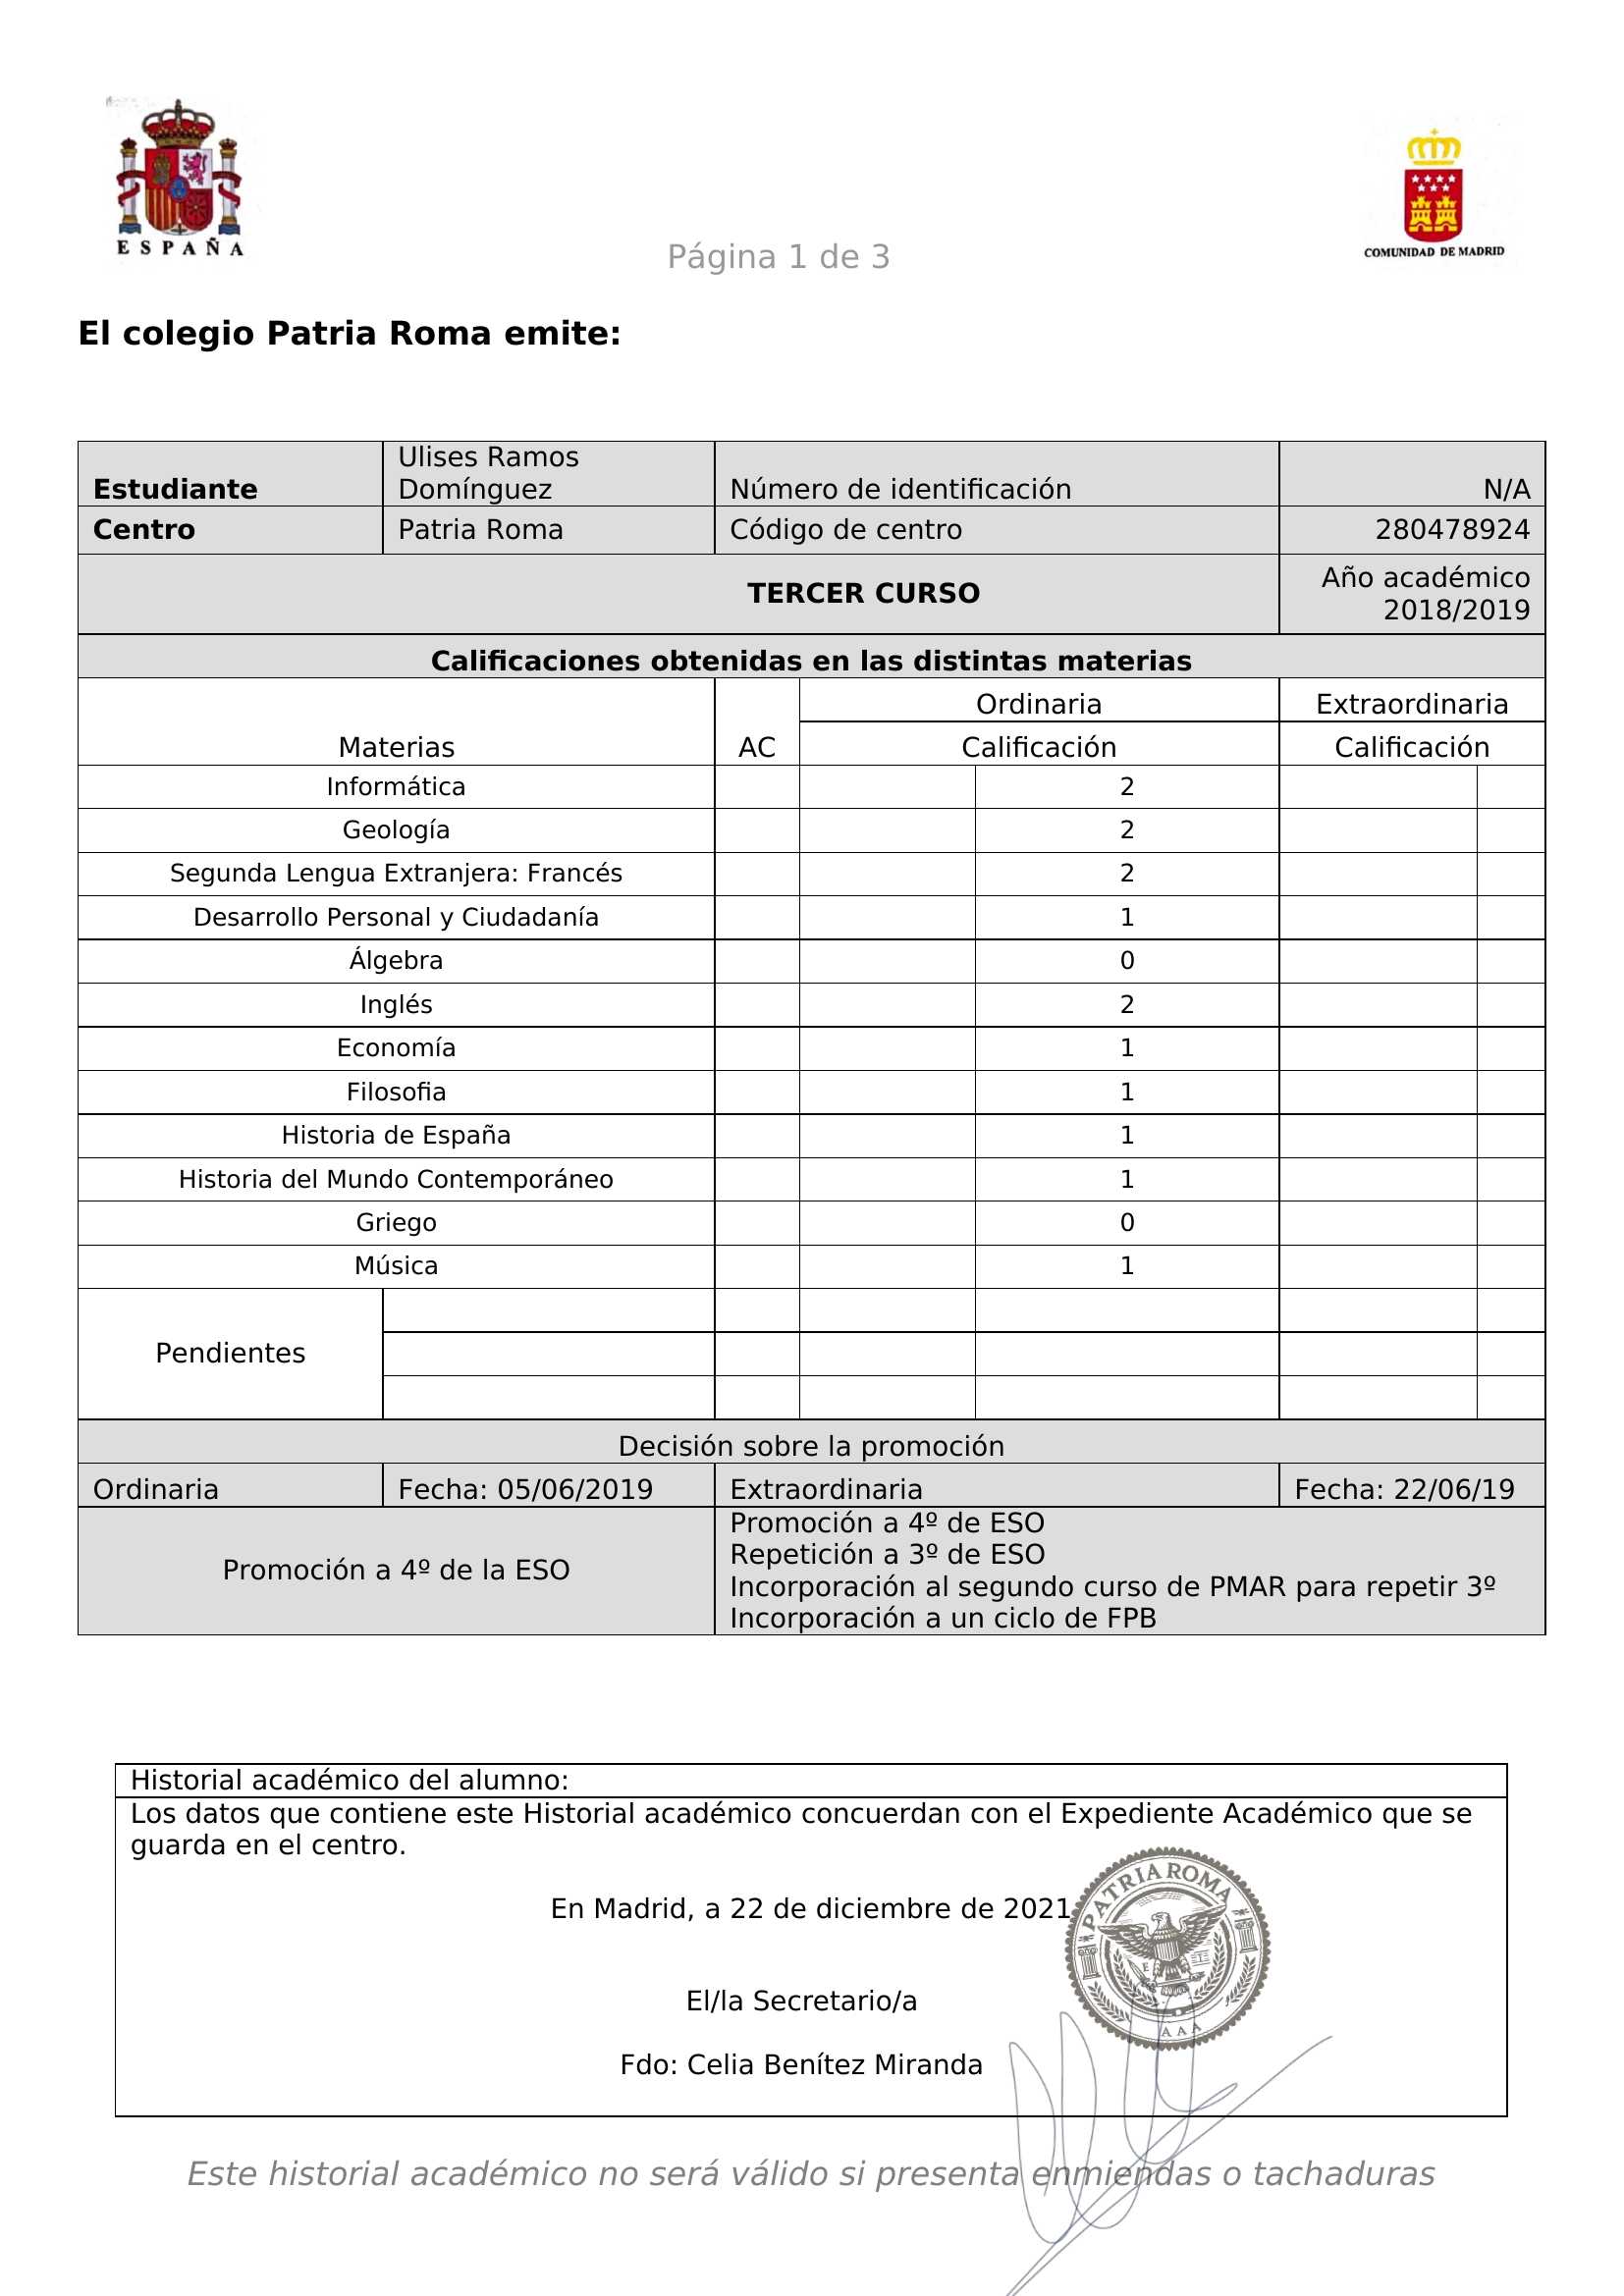 ESPAÑA
COMUNIDAD DE MADRID
Página 1 de 3
El colegio Patria Roma emite:
Estudiante Ulises Ramos Domínguez Número de identificación N/A
Centro Patria Roma Código de centro 280478924
TERCER CURSO Año académico 2018/2019
Calificaciones obtenidas en las distintas materias
Materias AC Ordinaria Extraordinaria
Calificación Calificación
Informática 2
Geología 2
Segunda Lengua Extranjera: Francés 2
Desarrollo Personal y Ciudadanía 1
Álgebra 0
Inglés 2
Economía 1
Filosofia 1
Historia de España 1
Historia del Mundo Contemporáneo 1
Griego 0
Música 1
Pendientes
Decisión sobre la promoción
Ordinaria Fecha: 05/06/2019 Extraordinaria Fecha: 22/06/19
Promoción a 4º de la ESO
Promoción a 4º de ESO
Repetición a 3º de ESO
Incorporación al segundo curso de PMAR para repetir 3º
Incorporación a un ciclo de FPB
Historial académico del alumno:
Los datos que contiene este Historial académico concuerdan con el Expediente Académico que se
guarda en el centro.
En Madrid, a 22 de diciembre de 2021
PATRIA ROMA
AAA
El/la Secretario/a
Fdo: Celia Benítez Miranda
Este historial académico no será válido si presenta enmiendas o tachaduras